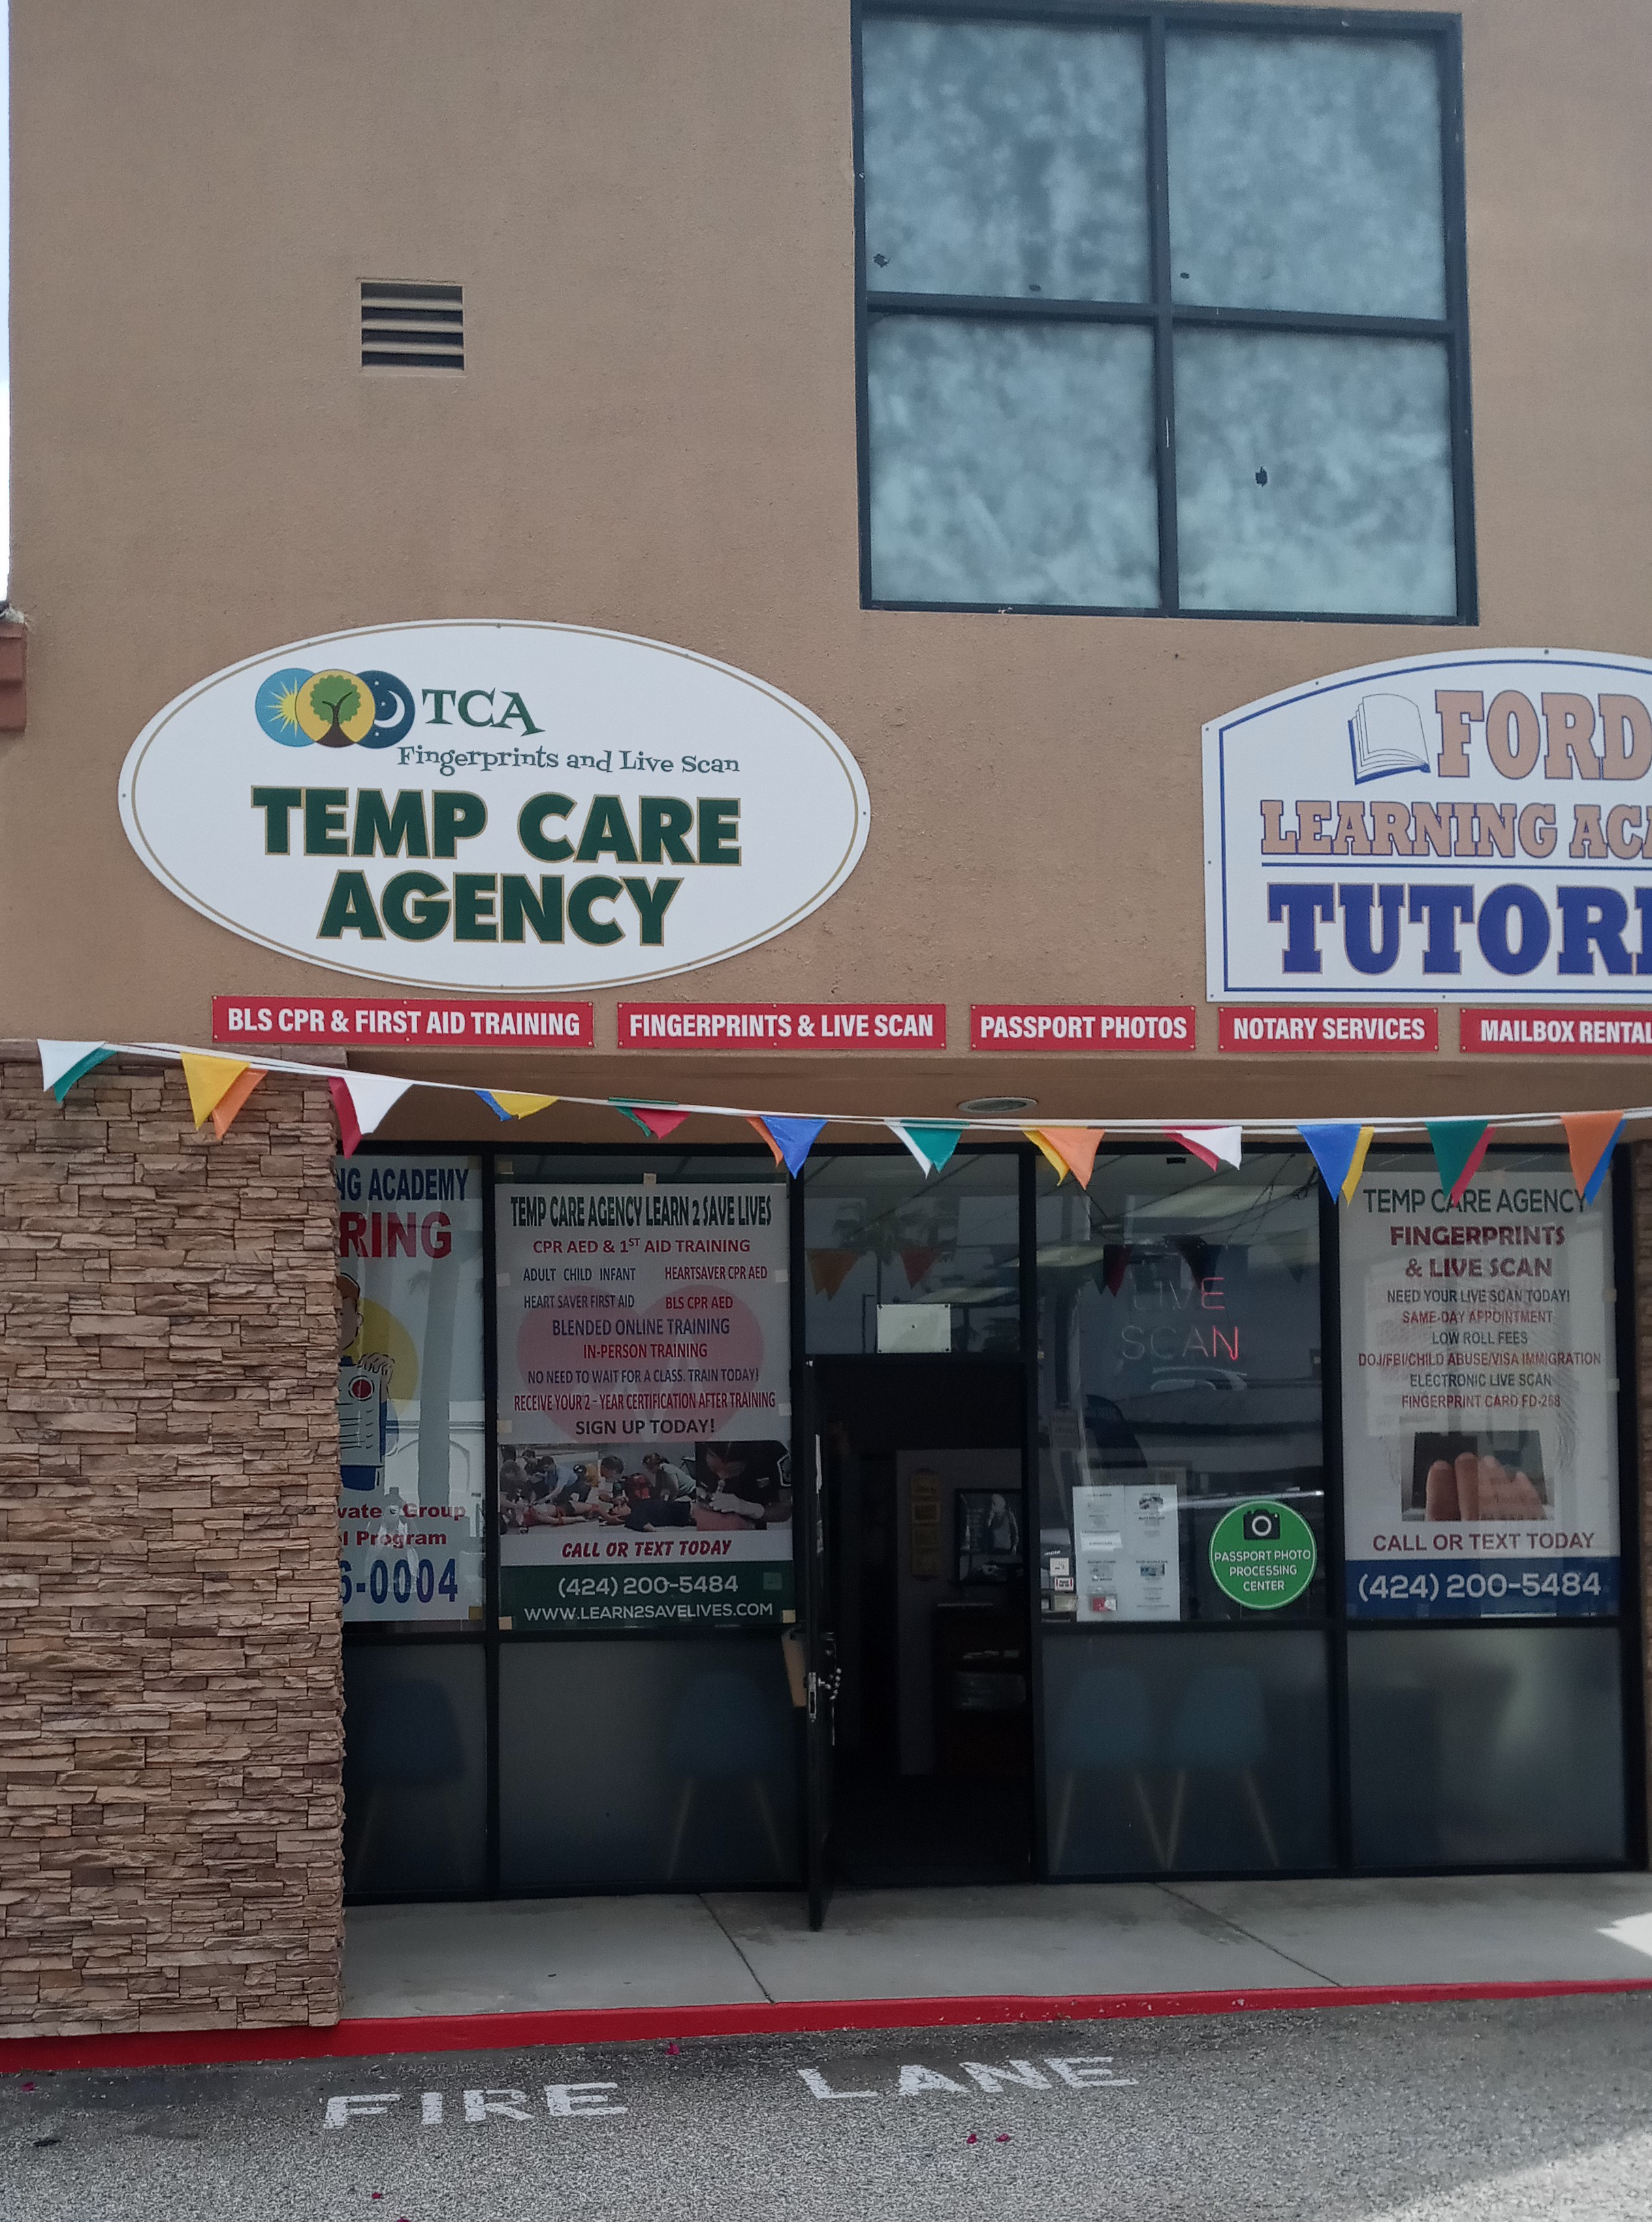 TCA
Fingerprints and Live Scan
TEMP CARE
AGENCY
FORD
LEARNING
TUTORI
BLS CPR & FIRST AID TRAINING
FINGERPRINTS & LIVE SCAN
PASSPORT PHOTOS
NOTARY SERVICES
MAILBOX RENTAL
NG ACADEMY
RING
vate - Group
l Program
6-0004
TEMP CARE AGENCY LEARN 2 SAVE LIVES
CPR AED & 1ST AID TRAINING
ADULT CHILD INFANT HEARTSAVER CPR AED
HEART SAVER FIRST AID BLS CPR AED
BLENDED ONLINE TRAINING
IN-PERSON TRAINING
NO NEED TO WAIT FOR A CLASS. TRAIN TODAY!
RECEIVE YOUR 2 - YEAR CERTIFICATION AFTER TRAINING
SIGN UP TODAY!
CALL OR TEXT TODAY
(424) 200-5484
WWW.LEARN2SAVELIVES.COM
LIVE
SCAN
PASSPORT PHOTO
PROCESSING
CENTER
TEMP CARE AGENCY
FINGERPRINTS
& LIVE SCAN
NEED YOUR LIVE SCAN TODAY!
SAME-DAY APPOINTMENT
LOW ROLL FEES
DOJ/FBI/CHILD ABUSE/VISA IMMIGRATION
ELECTRONIC LIVE SCAN
FINGERPRINT CARD FD-258
CALL OR TEXT TODAY
(424) 200-5484
FIRE LANE